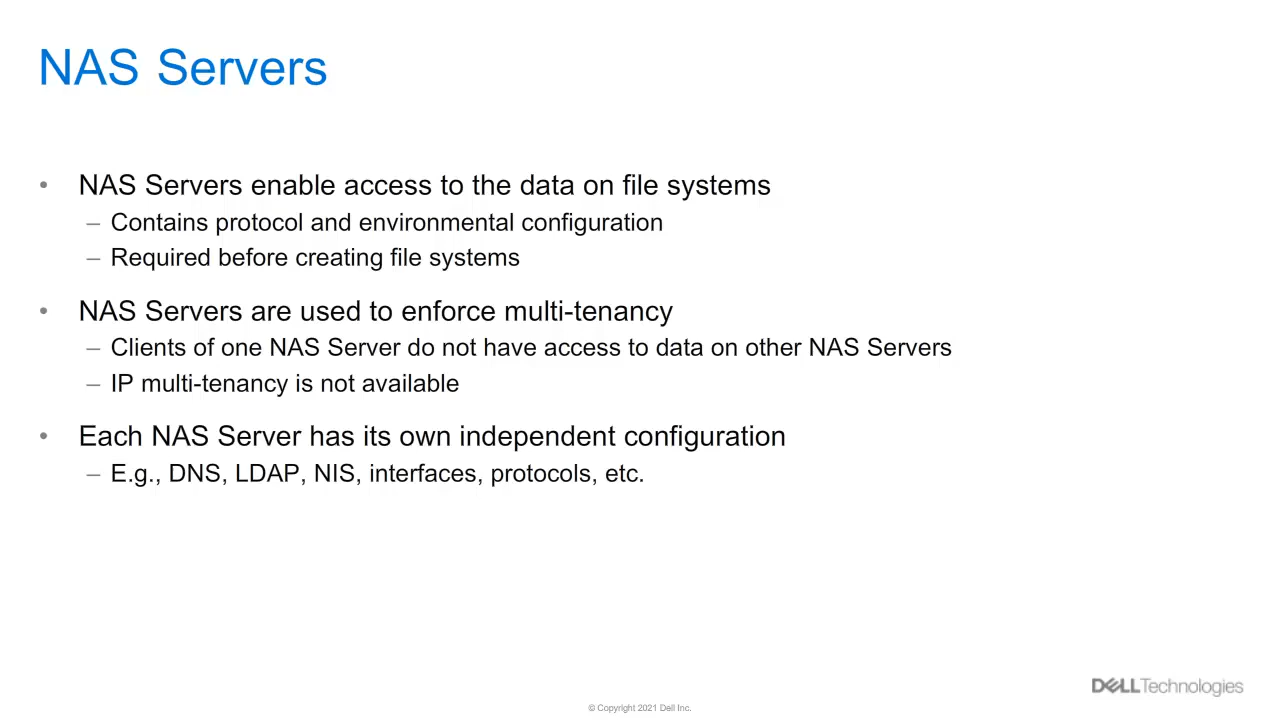 NAS Servers
• NAS Servers enable access to the data on file systems
– Contains protocol and environmental configuration
– Required before creating file systems
• NAS Servers are used to enforce multi-tenancy
– Clients of one NAS Server do not have access to data on other NAS Servers
– IP multi-tenancy is not available
• Each NAS Server has its own independent configuration
– E.g., DNS, LDAP, NIS, interfaces, protocols, etc.
DELLTechnologies
© Copyright 2021 Dell Inc.